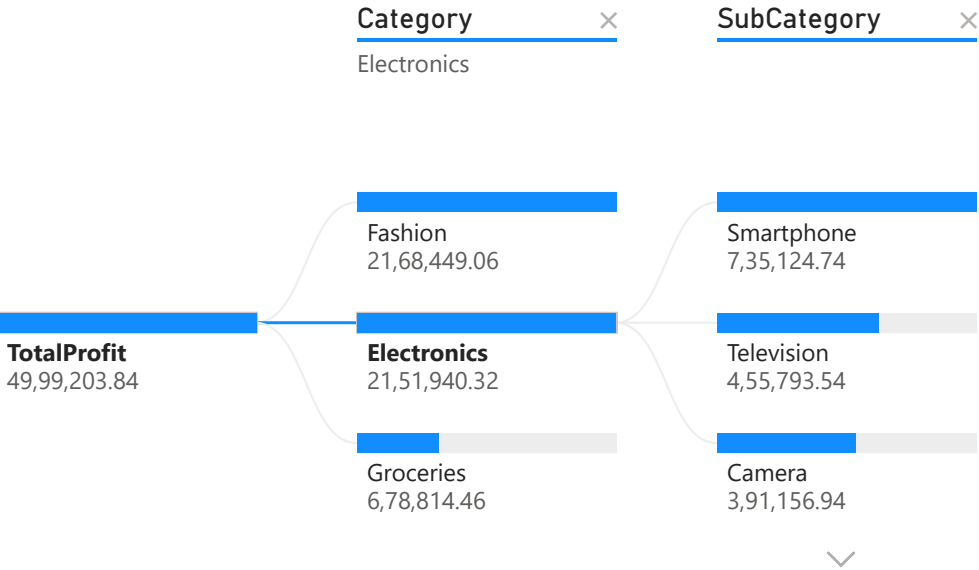 Category
SubCategory
Electronics
Fashion
21,68,449.06
Smartphone
7,35,124.74
TotalProfit
49,99,203.84
Electronics
21,51,940.32
Television
4,55,793.54
Groceries
6,78,814.46
Camera
3,91,156.94